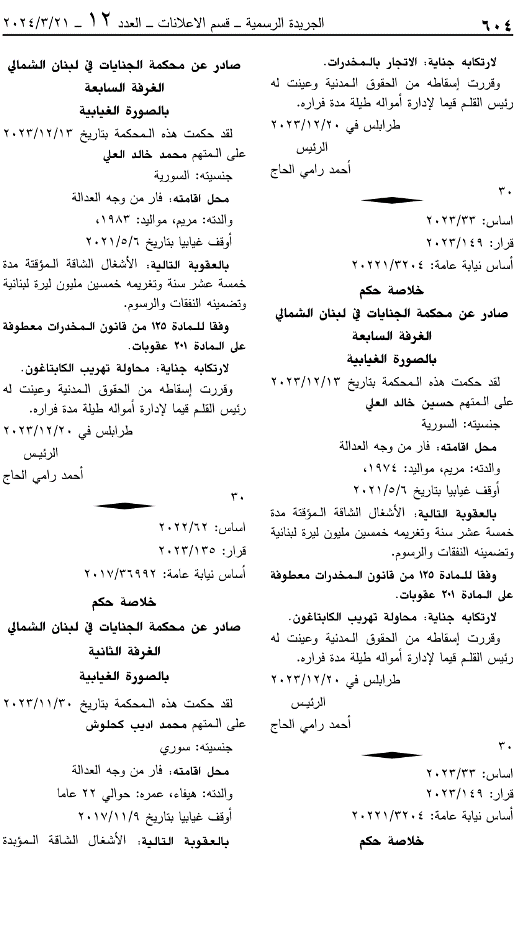 ٦٠٤
الجريدة الرسمية ــ قسم الاعلانات ــ العدد ١٢ ــ ٢٠٢٤/٣/٢١
لارتكابه جناية: الاتجار بالمخدرات.
وقررت إسقاطه من الحقوق المدنية وعينت له
رئيس القلم قيما لإدارة أمواله طيلة مدة فراره.
طرابلس في ٢٠٢٣/١٢/٢٠
الرئيس
أحمد رامي الحاج
٣٠
اساس: ٢٠٢٣/٣٣
قرار: ٢٠٢٣/١٤٩
أساس نيابة عامة: ٢٠٢٢١/٣٢٠٤
خلاصة حكم
صادر عن محكمة الجنايات في لبنان الشمالي
الغرفة السابعة
بالصورة الغيابية
لقد حكمت هذه المحكمة بتاريخ ٢٠٢٣/١٢/١٣
على المتهم حسين خالد العلي
جنسيته: السورية
محل اقامته: فار من وجه العدالة
والدته: مريم، مواليد: ١٩٧٤،
أوقف غيابيا بتاريخ ٢٠٢١/٥/٦
بالعقوبة التالية: الأشغال الشاقة المؤقتة مدة
خمسة عشر سنة وتغريمه خمسين مليون ليرة لبنانية
وتضمينه النفقات والرسوم.
وفقا للمادة ١٢٥ من قانون المخدرات معطوفة
على المادة ٢٠١ عقوبات.
لارتكابه جناية: محاولة تهريب الكابتاغون.
وقررت إسقاطه من الحقوق المدنية وعينت له
رئيس القلم قيما لإدارة أمواله طيلة مدة فراره.
طرابلس في ٢٠٢٣/١٢/٢٠
الرئيس
أحمد رامي الحاج
٣٠
اساس: ٢٠٢٣/٣٣
قرار: ٢٠٢٣/١٤٩
أساس نيابة عامة: ٢٠٢٢١/٣٢٠٤
خلاصة حكم
صادر عن محكمة الجنايات في لبنان الشمالي
الغرفة السابعة
بالصورة الغيابية
لقد حكمت هذه المحكمة بتاريخ ٢٠٢٣/١٢/١٣
على المتهم محمد خالد العلي
جنسيته: السورية
محل اقامته: فار من وجه العدالة
والدته: مريم، مواليد: ١٩٨٣،
أوقف غيابيا بتاريخ ٢٠٢١/٥/٦
بالعقوبة التالية: الأشغال الشاقة المؤقتة مدة
خمسة عشر سنة وتغريمه خمسين مليون ليرة لبنانية
وتضمينه النفقات والرسوم.
وفقا للمادة ١٢٥ من قانون المخدرات معطوفة
على المادة ٢٠١ عقوبات.
لارتكابه جناية: محاولة تهريب الكابتاغون.
وقررت إسقاطه من الحقوق المدنية وعينت له
رئيس القلم قيما لإدارة أمواله طيلة مدة فراره.
طرابلس في ٢٠٢٣/١٢/٢٠
الرئيس
أحمد رامي الحاج
٣٠
اساس: ٢٠٢٢/٦٢
قرار: ٢٠٢٣/١٣٥
أساس نيابة عامة: ٢٠١٧/٣٦٩٩٢
خلاصة حكم
صادر عن محكمة الجنايات في لبنان الشمالي
الغرفة الثانية
بالصورة الغيابية
لقد حكمت هذه المحكمة بتاريخ ٢٠٢٣/١١/٣٠
على المتهم محمد اديب كحلوش
جنسيته: سوري
محل اقامته: فار من وجه العدالة
والدته: هيفاء، عمره: حوالي ٢٢ عاما
أوقف غيابيا بتاريخ ٢٠١٧/١١/٩
بالعقوبة التالية: الأشغال الشاقة المؤبدة